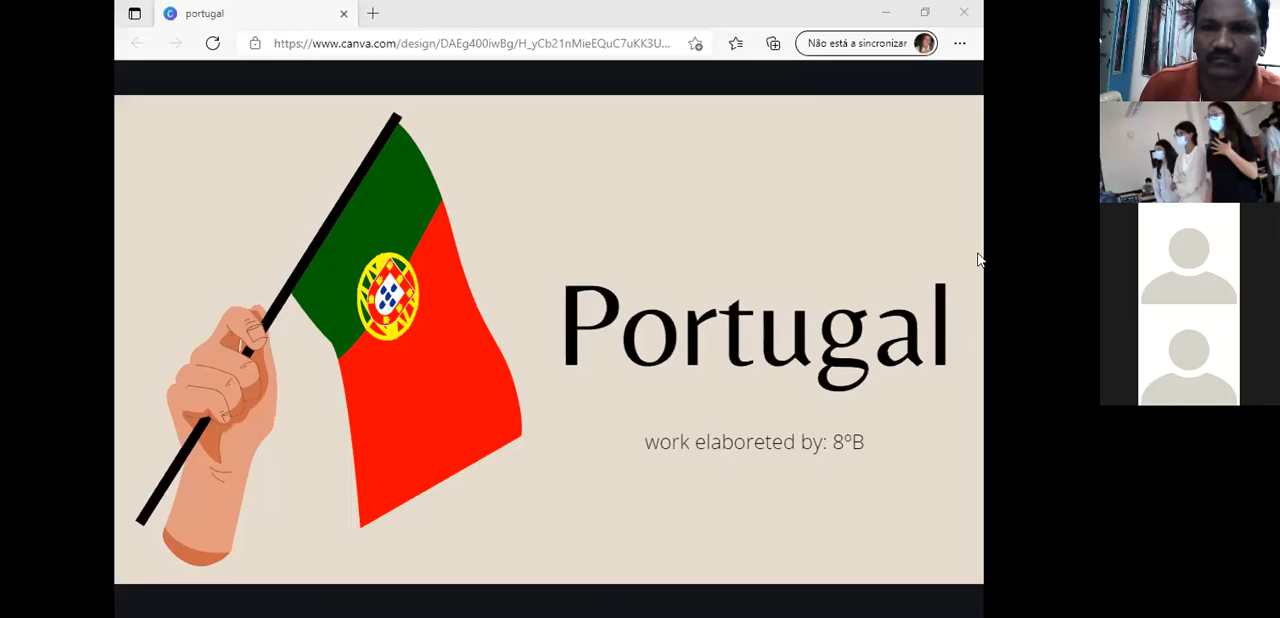 portugal
https://www.canva.com/design/DAEg400iwBg/H_yCb21nMieEQuC7uKK3U...
Não está a sincronizar
Portugal
work elaboreted by: 8ºB